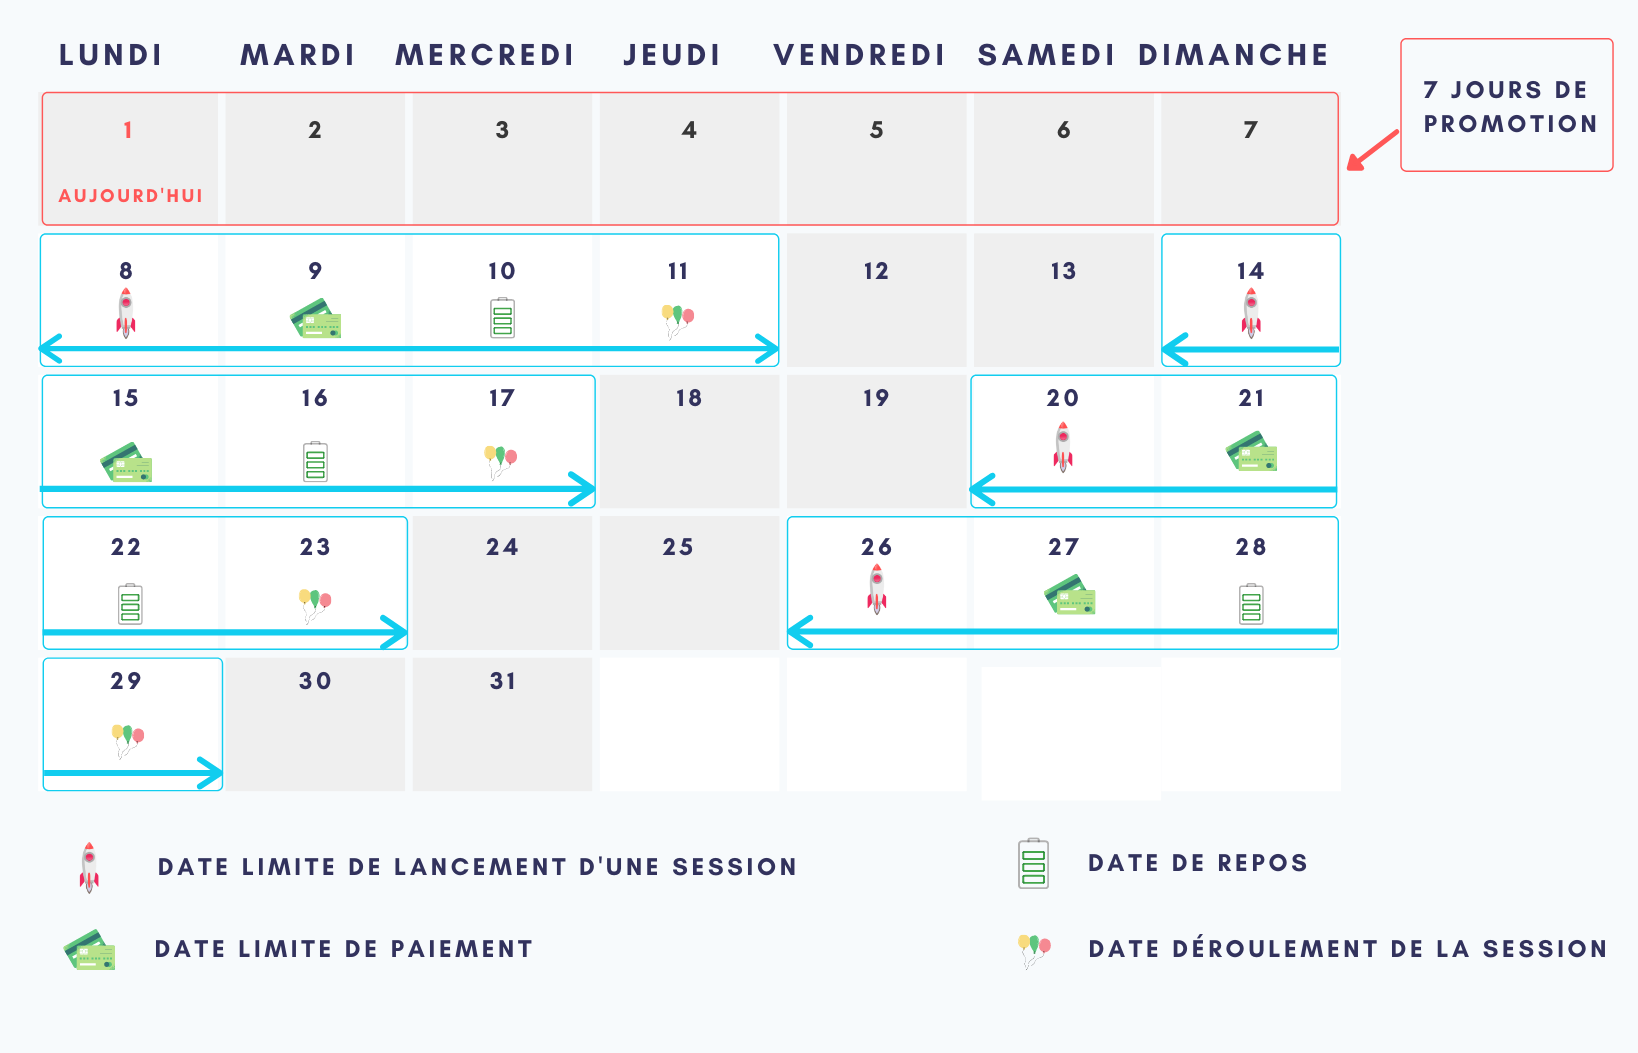 LUNDI MARDI MERCREDI JEUDI VENDREDI SAMEDI DIMANCHE
7 JOURS DE
PROMOTION
1 2 3 4 5 6 7
AUJOURD'HUI
8 9 10 11 12 13 14
15 16 17 18 19 20 21
22 23 24 25 26 27 28
29 30 31
DATE LIMITE DE LANCEMENT D'UNE SESSION
DATE DE REPOS
DATE LIMITE DE PAIEMENT
DATE DÉROULEMENT DE LA SESSION